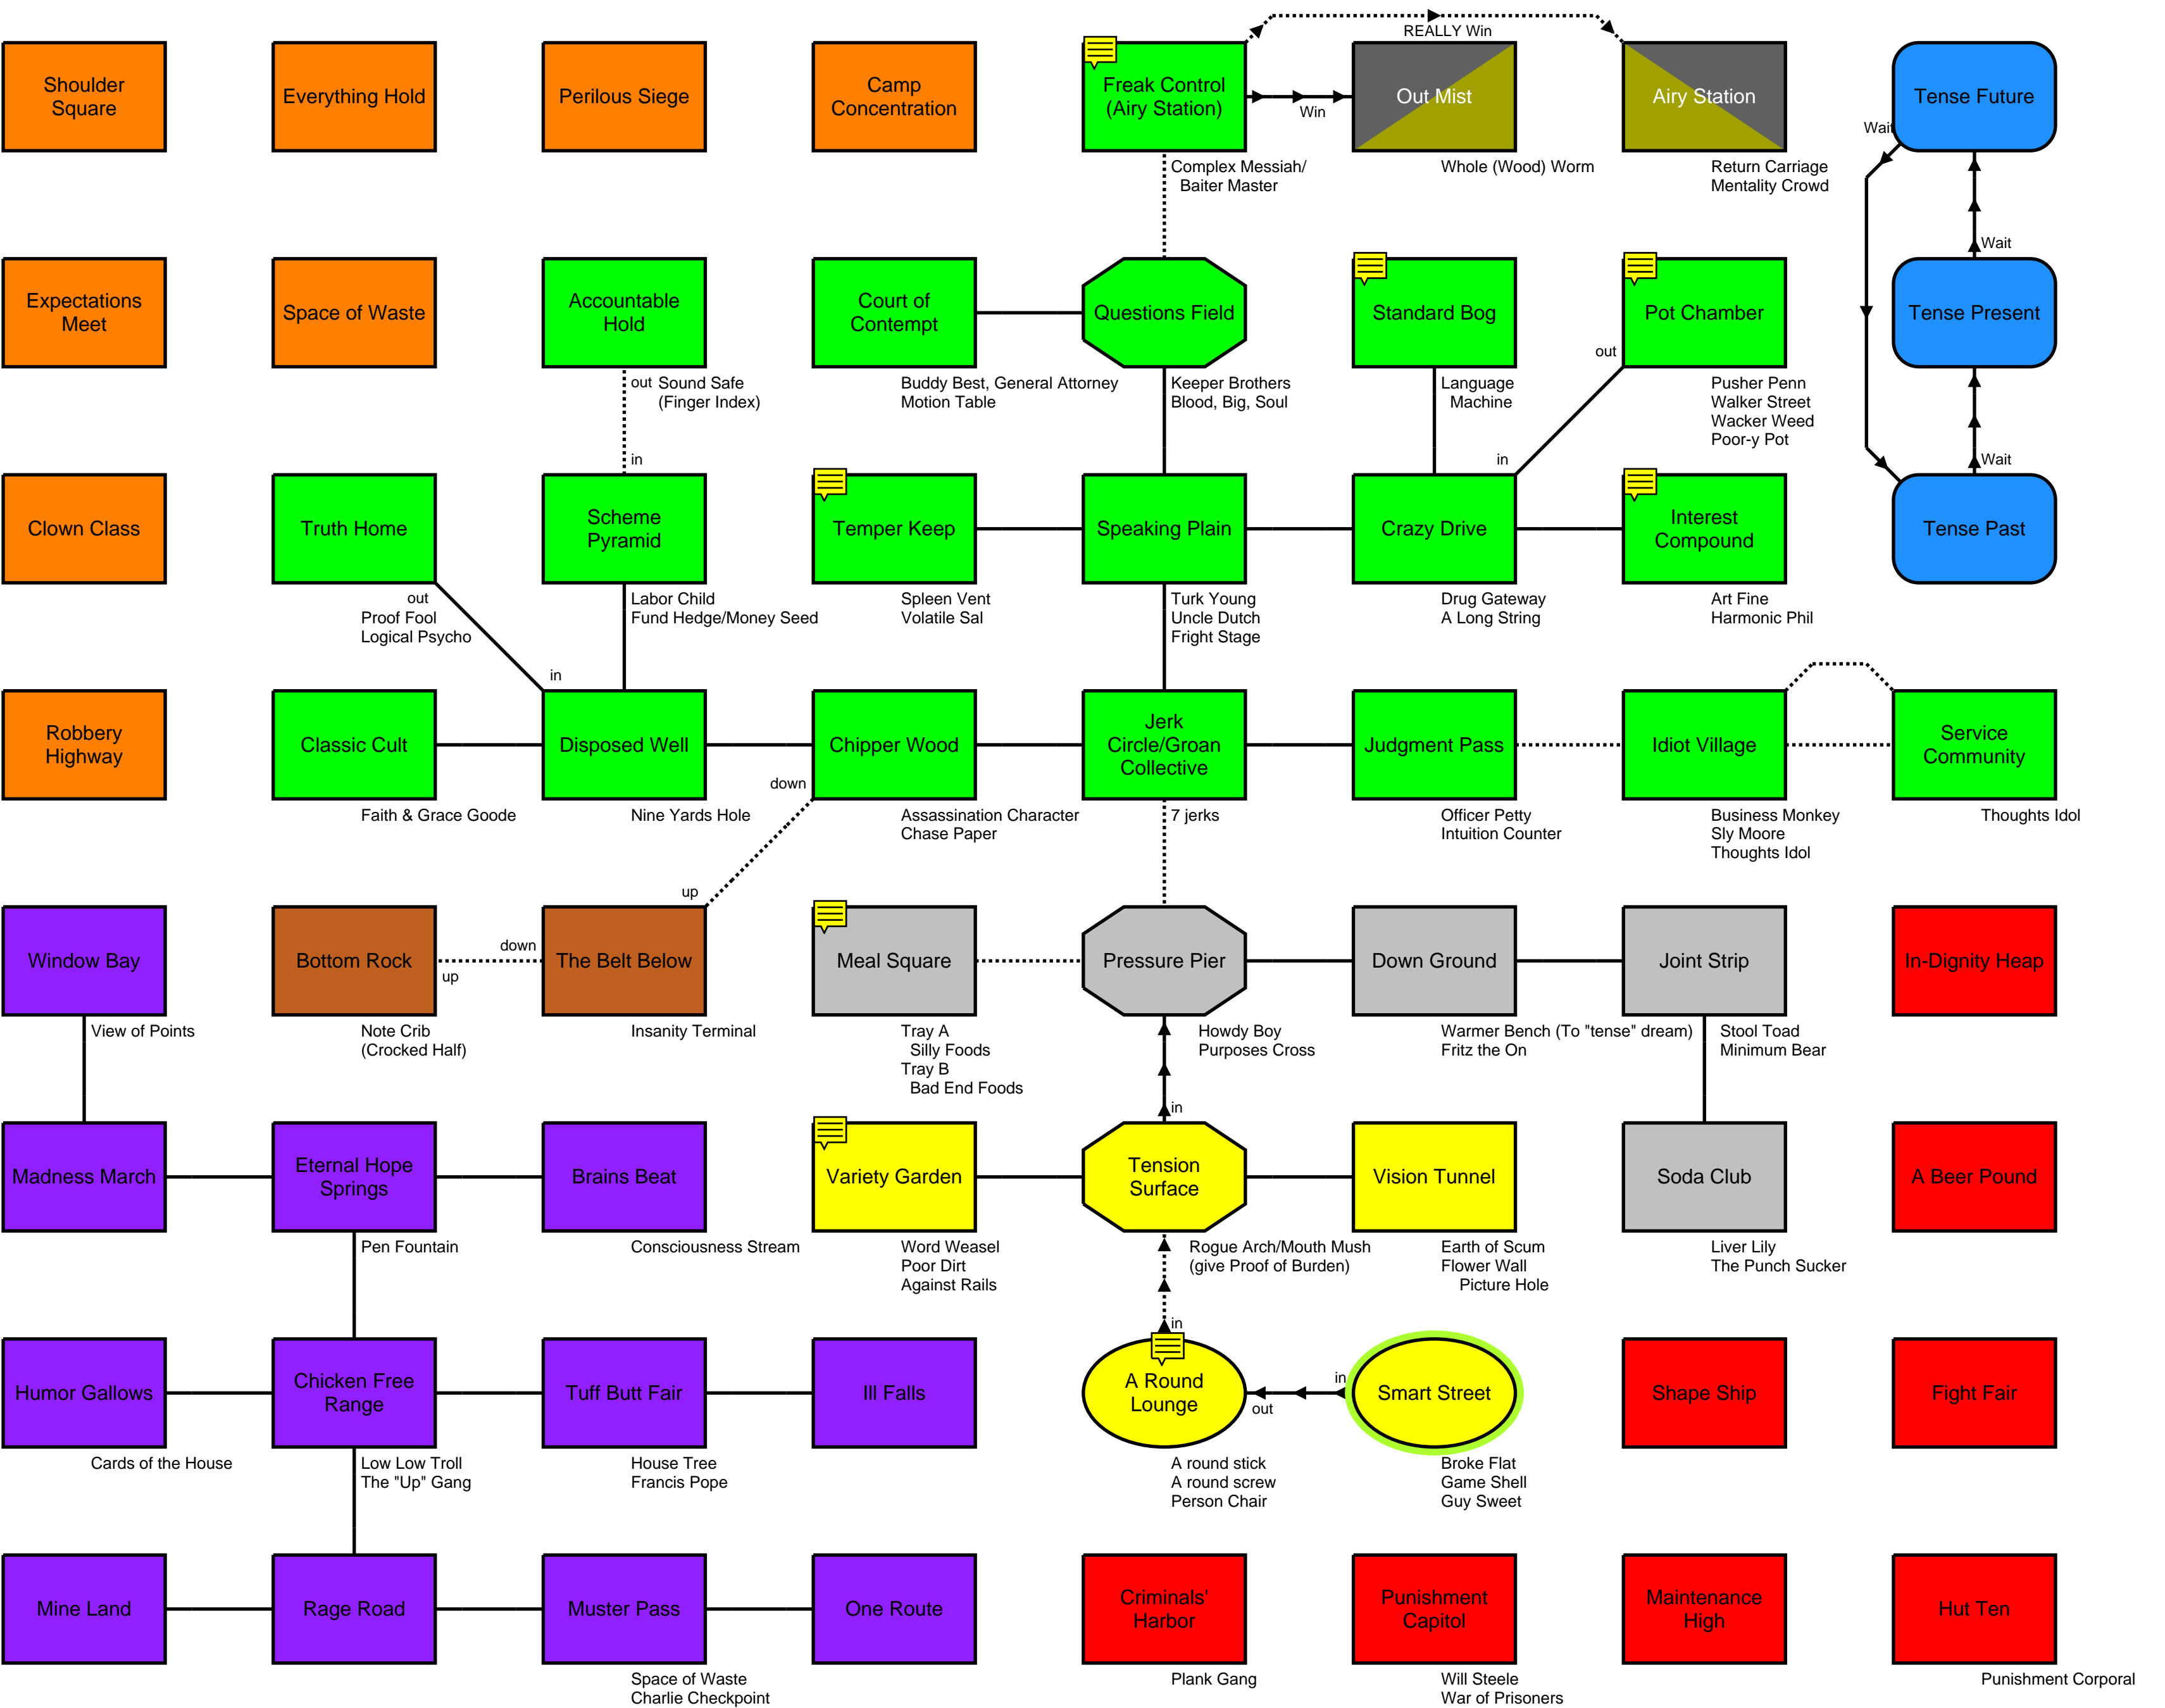 REALLY Win
Shoulder
Square
Everything Hold
Perilous Siege
Camp
Concentration
Freak Control
(Airy Station)
Win
Out Mist
Airy Station
Tense Future
Wait
Complex Messiah/
Baiter Master
Whole (Wood) Worm
Return Carriage
Mentality Crowd
Wait
Expectations
Meet
Space of Waste
Accountable
Hold
Court of
Contempt
Questions Field
Standard Bog
Pot Chamber
Tense Present
out
out
Sound Safe
(Finger Index)
Buddy Best, General Attorney
Motion Table
Keeper Brothers
Blood, Big, Soul
Language
Machine
Pusher Penn
Walker Street
Wacker Weed
Poor-y Pot
in
in
Wait
Clown Class
Truth Home
Scheme
Pyramid
Temper Keep
Speaking Plain
Crazy Drive
Interest
Compound
Tense Past
out
Proof Fool
Logical Psycho
Labor Child
Fund Hedge/Money Seed
Spleen Vent
Volatile Sal
Turk Young
Uncle Dutch
Fright Stage
Drug Gateway
A Long String
Art Fine
Harmonic Phil
in
Robbery
Highway
Classic Cult
Disposed Well
Chipper Wood
Jerk
Circle/Groan
Collective
Judgment Pass
Idiot Village
Service
Community
down
Faith & Grace Goode
Nine Yards Hole
Assassination Character
Chase Paper
7 jerks
Officer Petty
Intuition Counter
Business Monkey
Sly Moore
Thoughts Idol
Thoughts Idol
up
Window Bay
Bottom Rock
down
up
The Belt Below
Meal Square
Pressure Pier
Down Ground
Joint Strip
In-Dignity Heap
View of Points
Note Crib
(Crocked Half)
Insanity Terminal
Tray A
Silly Foods
Tray B
Bad End Foods
Howdy Boy
Purposes Cross
Warmer Bench (To "tense" dream)
Fritz the On
Stool Toad
Minimum Bear
in
Madness March
Eternal Hope
Springs
Brains Beat
Variety Garden
Tension
Surface
Vision Tunnel
Soda Club
A Beer Pound
Pen Fountain
Consciousness Stream
Word Weasel
Poor Dirt
Against Rails
Rogue Arch/Mouth Mush
(give Proof of Burden)
Earth of Scum
Flower Wall
Picture Hole
Liver Lily
The Punch Sucker
in
Humor Gallows
Chicken Free
Range
Tuff Butt Fair
Ill Falls
A Round
Lounge
in
out
Smart Street
Shape Ship
Fight Fair
Cards of the House
Low Low Troll
The "Up" Gang
House Tree
Francis Pope
A round stick
A round screw
Person Chair
Broke Flat
Game Shell
Guy Sweet
Mine Land
Rage Road
Muster Pass
One Route
Criminals'
Harbor
Punishment
Capitol
Maintenance
High
Hut Ten
Space of Waste
Charlie Checkpoint
Plank Gang
Will Steele
War of Prisoners
Punishment Corporal